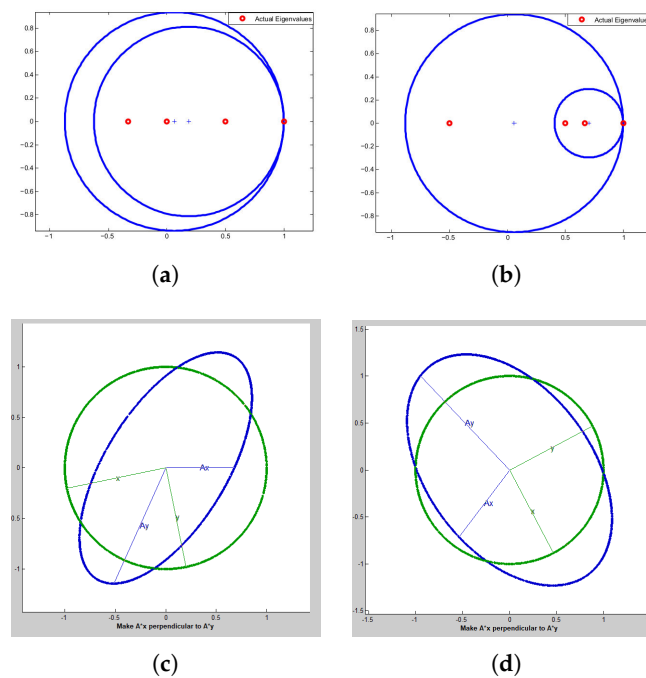 Actual Eigenvalues
0.8
0.6
0.4
0.2
0
-0.2
-0.4
-0.6
-0.8
-1 -0.5 0 0.5 1
(a)
Actual Eigenvalues
0.8
0.6
0.4
0.2
0
-0.2
-0.4
-0.6
-0.8
-1 -0.5 0 0.5 1
(b)
1
0.5
0
0.5
-1
x
Ax
Ay
y
-1 -0.5 0 0.5 1
Make A*x perpendicular to A*y
(c)
1.5
1
0.5
0
-0.5
-1
-1.5
Ay
y
Ax
x
-1.5 -1 -0.5 0 0.5 1
Make A*x perpendicular to A*y
(d)